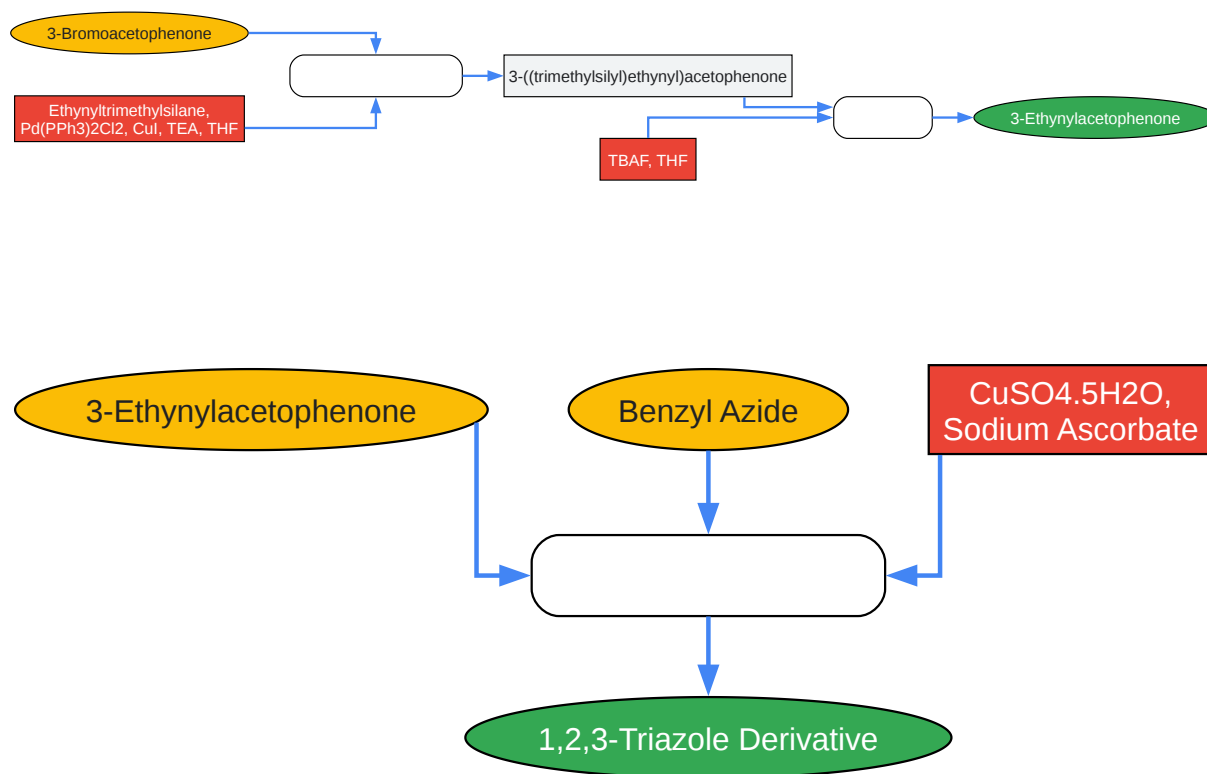 3-Bromoacetophenone
Ethynyltrimethylsilane,
Pd(PPh3)2Cl2, CuI, TEA, THF
3-((trimethylsilyl)ethynyl)acetophenone
TBAF, THF
3-Ethynylacetophenone
3-Ethynylacetophenone
Benzyl Azide
CuSO4.5H2O,
Sodium Ascorbate
1,2,3-Triazole Derivative